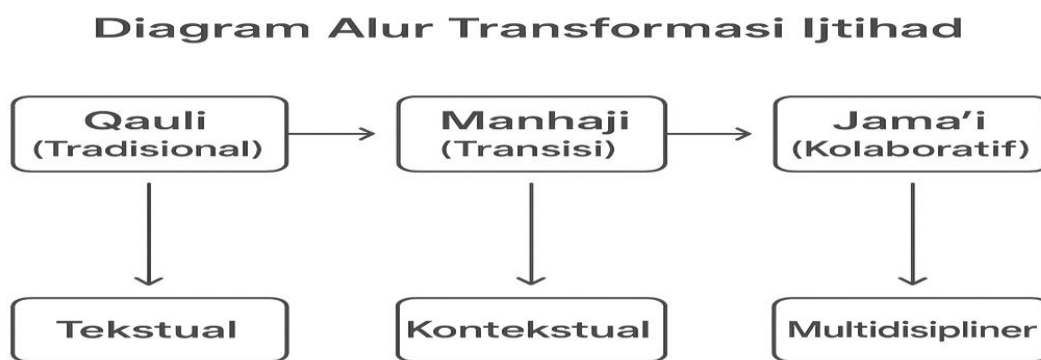 Diagram Alur Transformasi Ijtihad
Qauli
(Tradisional)
Manhaji
(Transisi)
Jama'i
(Kolaboratif)
Tekstual
Kontekstual
Multidisipliner